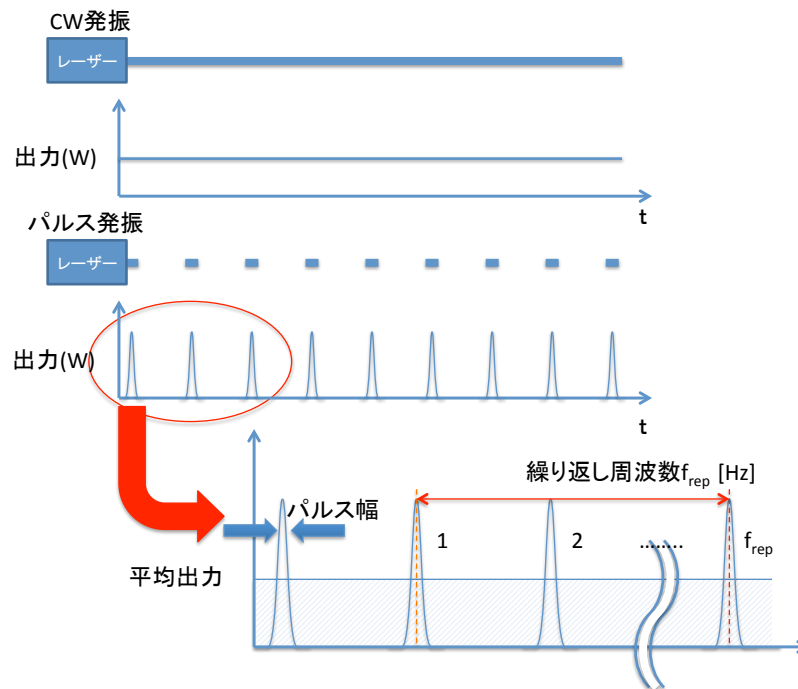 CW発振
レーザー
出力(W)
t
パルス発振
レーザー
出力(W)
t
繰り返し周波数frep [Hz]
パルス幅
1
2
........
frep
平均出力